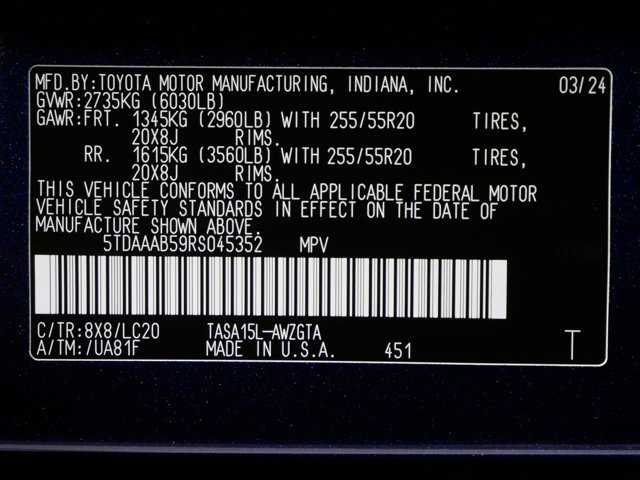 MFD.BY:TOYOTA MOTOR MANUFACTURING, INDIANA, INC. 03/24
GVWR:2735KG (6030LB)
GAWR:FRT. 1345KG (2960LB) WITH 255/55R20 TIRES,
20X8J RIMS.
RR. 1615KG (3560LB) WITH 255/55R20 TIRES,
20X8J RIMS.
THIS VEHICLE CONFORMS TO ALL APPLICABLE FEDERAL MOTOR
VEHICLE SAFETY STANDARDS IN EFFECT ON THE DATE OF
MANUFACTURE SHOWN ABOVE.
5TDAAAB59RS045352 MPV
C/TR:8X8/LC20 TASA15L-AWZGTA
A/TM:/UA81F MADE IN U.S.A. 451 T